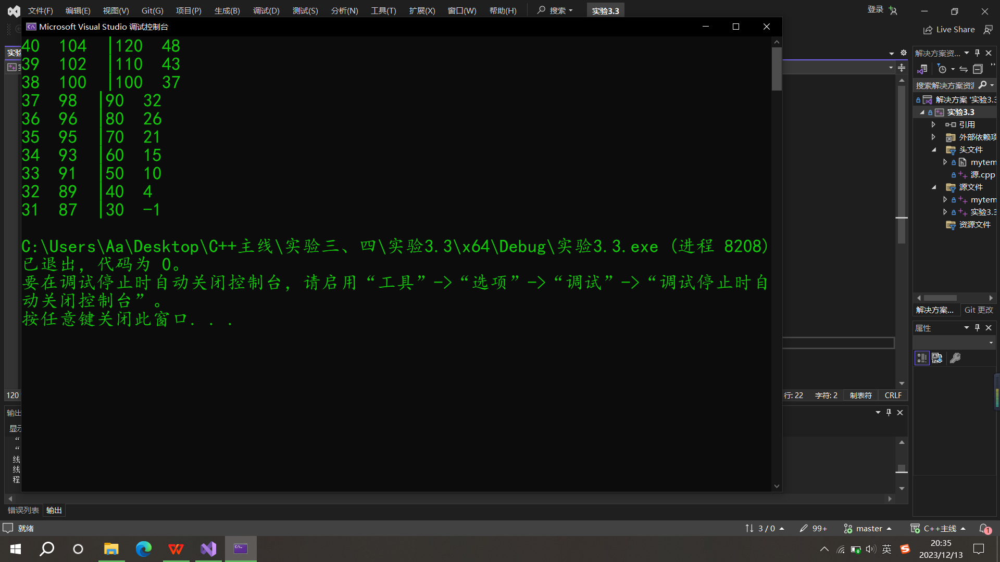 文件(F) 编辑(E) 视图(V) Git(G) 项目(P) 生成(B) 调试(D) 测试(S) 分析(N) 工具(T) 扩展(X) 窗口(W) 帮助(H) 搜索 实验3.3 登录
Microsoft Visual Studio 调试控制台
Live Share
40 104 |120 48
39 102 |110 43
38 100 |100 37
37 98 |90 32
36 96 |80 26
35 95 |70 21
34 93 |60 15
33 91 |50 10
32 89 |40 4
31 87 |30 -1
C:\Users\Aa\Desktop\C++主线\实验三、四\实验3.3\x64\Debug\实验3.3.exe (进程 8208)
已退出，代码为 0。
要在调试停止时自动关闭控制台，请启用“工具”->“选项”->“调试”->“调试停止时自
动关闭控制台”。
按任意键关闭此窗口. . .
实验
解决方案资...
搜索解决方案资源
解决方案 '实验3.3
实验3.3
引用
外部依赖项
头文件
mytem
源.cpp
源文件
mytem
实验3.3
资源文件
解决方案... Git 更改
属性
120
行: 22 字符: 2 制表符 CRLF
输出
显示
“
“
线
线
程
错误列表 输出
就绪 3 / 0 99+ master C++主线 1
英 20:35
2023/12/13